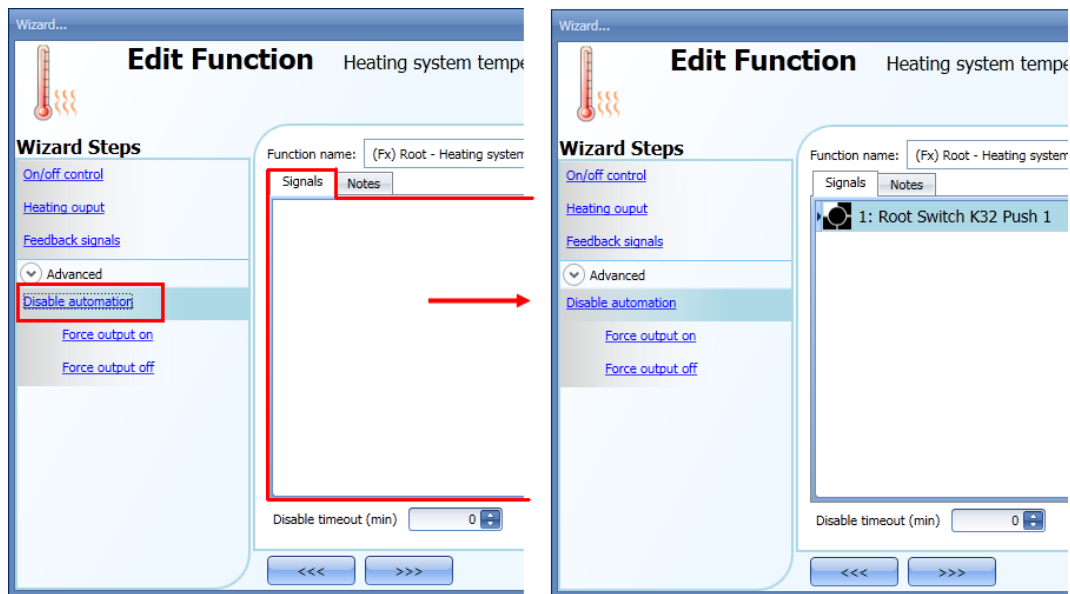 Wizard...
Edit Function Heating system tempe
Wizard Steps
On/off control
Heating ouput
Feedback signals
Advanced
Disable automation
Force output on
Force output off
Function name: (Fx) Root - Heating system
Signals Notes
Disable timeout (min) 0
<<< >>>
Wizard...
Edit Function Heating system tempe
Wizard Steps
On/off control
Heating ouput
Feedback signals
Advanced
Disable automation
Force output on
Force output off
Function name: (Fx) Root - Heating system
Signals Notes
1: Root Switch K32 Push 1
Disable timeout (min) 0
<<< >>>